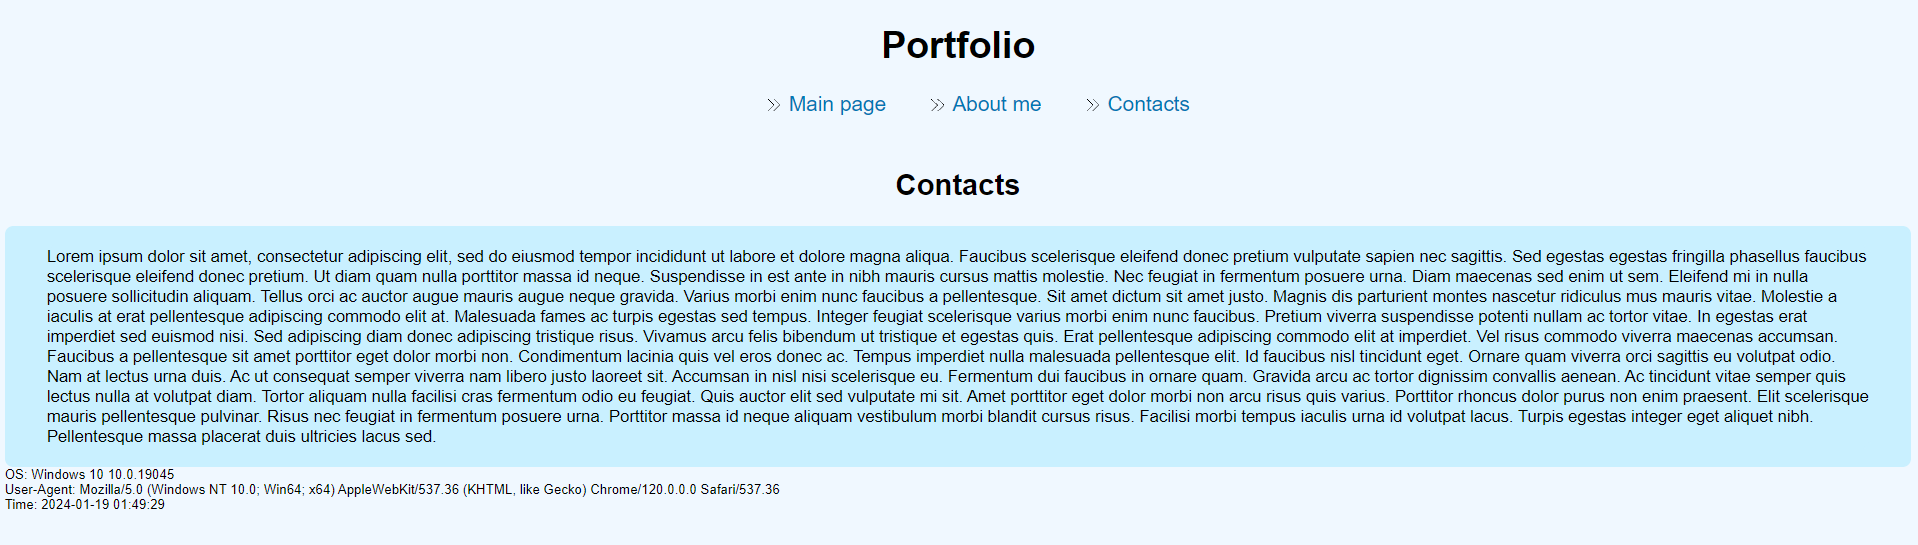 Portfolio
Main page About me Contacts
Contacts
Lorem ipsum dolor sit amet, consectetur adipiscing elit, sed do eiusmod tempor incididunt ut labore et dolore magna aliqua. Faucibus scelerisque eleifend donec pretium vulputate sapien nec sagittis. Sed egestas egestas fringilla phasellus faucibus
scelerisque eleifend donec pretium. Ut diam quam nulla porttitor massa id neque. Suspendisse in est ante in nibh mauris cursus mattis molestie. Nec feugiat in fermentum posuere urna. Diam maecenas sed enim ut sem. Eleifend mi in nulla
posuere sollicitudin aliquam. Tellus orci ac auctor augue mauris augue neque gravida. Varius morbi enim nunc faucibus a pellentesque. Sit amet dictum sit amet justo. Magnis dis parturient montes nascetur ridiculus mus mauris vitae. Molestie a
iaculis at erat pellentesque adipiscing commodo elit at. Malesuada fames ac turpis egestas sed tempus. Integer feugiat scelerisque varius morbi enim nunc faucibus. Pretium viverra suspendisse potenti nullam ac tortor vitae. In egestas erat
imperdiet sed euismod nisi. Sed adipiscing diam donec adipiscing tristique risus. Vivamus arcu felis bibendum ut tristique et egestas quis. Erat pellentesque adipiscing commodo elit at imperdiet. Vel risus commodo viverra maecenas accumsan.
Faucibus a pellentesque sit amet porttitor eget dolor morbi non. Condimentum lacinia quis vel eros donec ac. Tempus imperdiet nulla malesuada pellentesque elit. Id faucibus nisl tincidunt eget. Ornare quam viverra orci sagittis eu volutpat odio.
Nam at lectus urna duis. Ac ut consequat semper viverra nam libero justo laoreet sit. Accumsan in nisl nisi scelerisque eu. Fermentum dui faucibus in ornare quam. Gravida arcu ac tortor dignissim convallis aenean. Ac tincidunt vitae semper quis
lectus nulla at volutpat diam. Tortor aliquam nulla facilisi cras fermentum odio eu feugiat. Quis auctor elit sed vulputate mi sit. Amet porttitor eget dolor morbi non arcu risus quis varius. Porttitor rhoncus dolor purus non enim praesent. Elit scelerisque
mauris pellentesque pulvinar. Risus nec feugiat in fermentum posuere urna. Porttitor massa id neque aliquam vestibulum morbi blandit cursus risus. Facilisi morbi tempus iaculis urna id volutpat lacus. Turpis egestas integer eget aliquet nibh.
Pellentesque massa placerat duis ultricies lacus sed.
OS: Windows 10 10.0.19045
User-Agent: Mozilla/5.0 (Windows NT 10.0; Win64; x64) AppleWebKit/537.36 (KHTML, like Gecko) Chrome/120.0.0.0 Safari/537.36
Time: 2024-01-19 01:49:29